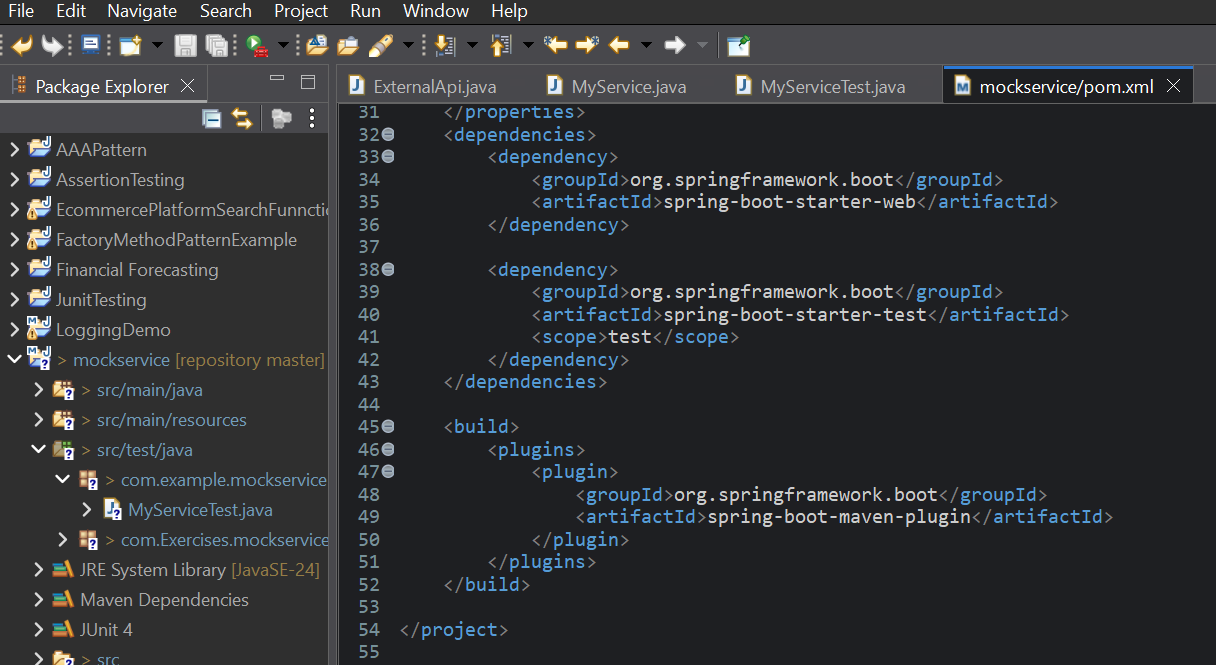 File Edit Navigate Search Project Run Window Help
Package Explorer
ExternalApi.java MyService.java MyServiceTest.java mockservice/pom.xml
AAAPattern
AssertionTesting
EcommercePlatformSearchFunnctic
FactoryMethodPatternExample
Financial Forecasting
JunitTesting
LoggingDemo
> mockservice [repository master]
> src/main/java
> src/main/resources
> src/test/java
> com.example.mockservice
MyServiceTest.java
> com.Exercises.mockservice
JRE System Library [JavaSE-24]
Maven Dependencies
JUnit 4
> src
31 </properties>
32 <dependencies>
33 <dependency>
34 <groupId>org.springframework.boot</groupId>
35 <artifactId>spring-boot-starter-web</artifactId>
36 </dependency>
37
38 <dependency>
39 <groupId>org.springframework.boot</groupId>
40 <artifactId>spring-boot-starter-test</artifactId>
41 <scope>test</scope>
42 </dependency>
43 </dependencies>
44
45 <build>
46 <plugins>
47 <plugin>
48 <groupId>org.springframework.boot</groupId>
49 <artifactId>spring-boot-maven-plugin</artifactId>
50 </plugin>
51 </plugins>
52 </build>
53
54 </project>
55